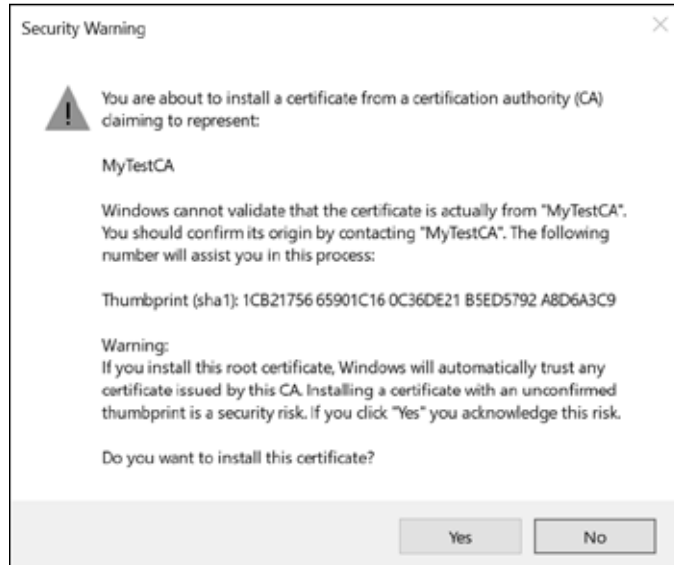 Security Warning
You are about to install a certificate from a certification authority (CA)
claiming to represent:
MyTestCA
Windows cannot validate that the certificate is actually from "MyTestCA".
You should confirm its origin by contacting "MyTestCA". The following
number will assist you in this process:
Thumbprint (sha1): 1CB21756 65901C16 0C36DE21 B5ED5792 A8D6A3C9
Warning:
If you install this root certificate, Windows will automatically trust any
certificate issued by this CA. Installing a certificate with an unconfirmed
thumbprint is a security risk. If you click "Yes" you acknowledge this risk.
Do you want to install this certificate?
Yes
No